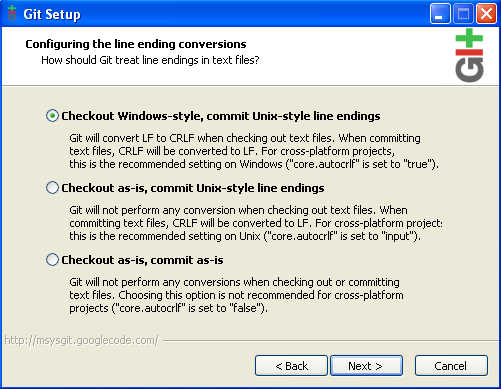 Git Setup
Configuring the line ending conversions
How should Git treat line endings in text files?
Git
Checkout Windows-style, commit Unix-style line endings
Git will convert LF to CRLF when checking out text files. When committing
text files, CRLF will be converted to LF. For cross-platform projects,
this is the recommended setting on Windows ("core.autocrlf" is set to "true").
Checkout as-is, commit Unix-style line endings
Git will not perform any conversion when checking out text files. When
committing text files, CRLF will be converted to LF. For cross-platform project:
this is the recommended setting on Unix ("core.autocrlf" is set to "input").
Checkout as-is, commit as-is
Git will not perform any conversions when checking out or committing
text files. Choosing this option is not recommended for cross-platform
projects ("core.autocrlf" is set to "false").
http://msysgit.googlecode.com/
< Back
Next >
Cancel